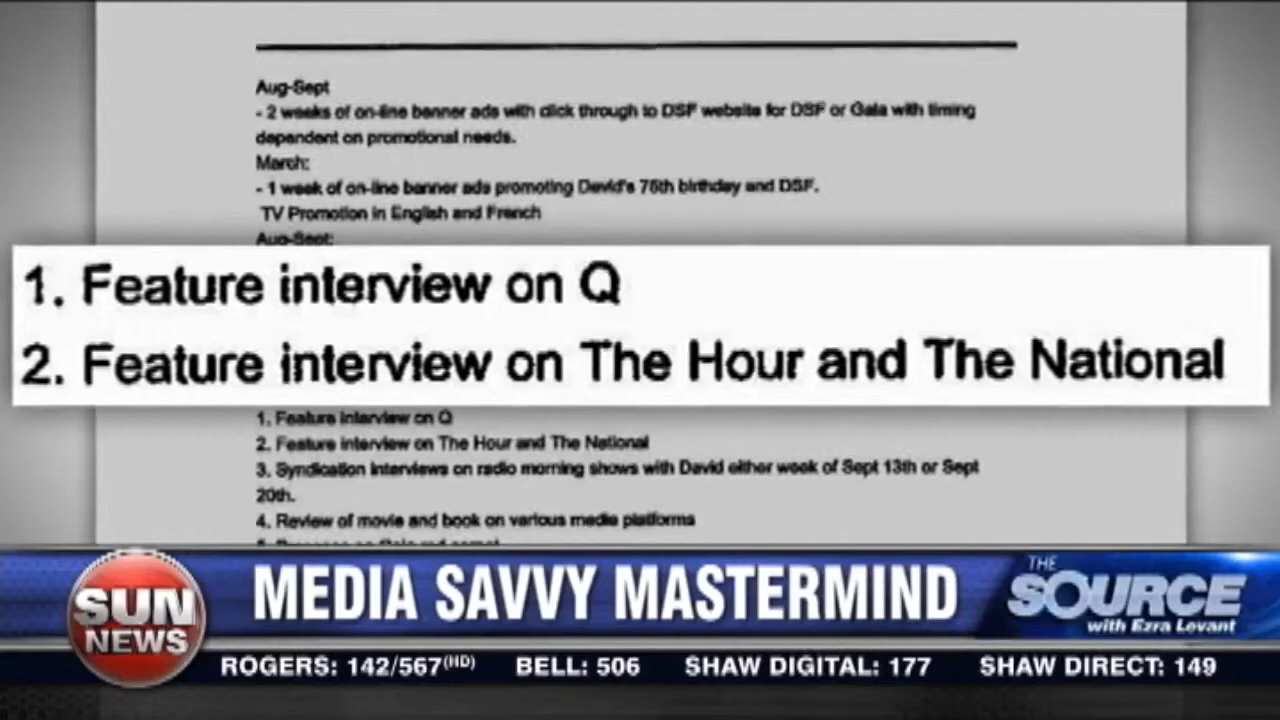 Aug-Sept
- 2 weeks of on-line banner ads with click through to DSF website for DSF or Gala with timing
dependent on promotional needs.
March:
- 1 week of on-line banner ads promoting David's 75th birthday and DSF.
TV Promotion in English and French
Aug-Sept:
1. Feature interview on Q
2. Feature interview on The Hour and The National
1. Feature interview on Q
2. Feature interview on The Hour and The National
3. Syndication interviews on radio morning shows with David either week of Sept 13th or Sept
20th.
4. Review of movie and book on various media platforms
SUN
NEWS
MEDIA SAVVY MASTERMIND
THE
SOURCE
with Ezra Levant
ROGERS: 142/567(HD) BELL: 506 SHAW DIGITAL: 177 SHAW DIRECT: 149